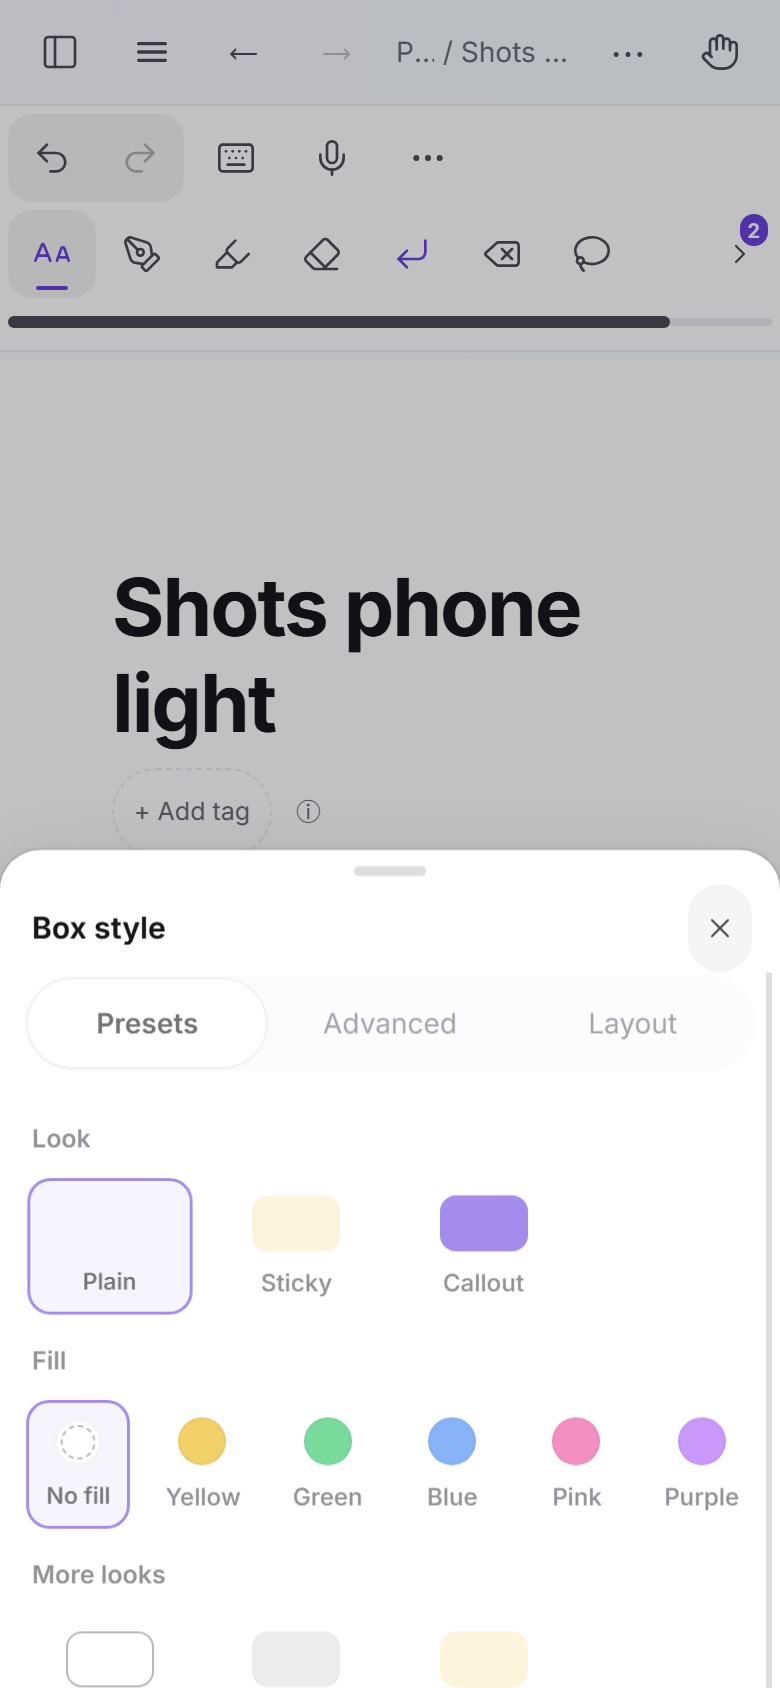 P... / Shots ...
AA
2
Shots phone
light
+ Add tag
Box style
Presets Advanced Layout
Look
Plain Sticky Callout
Fill
No fill Yellow Green Blue Pink Purple
More looks